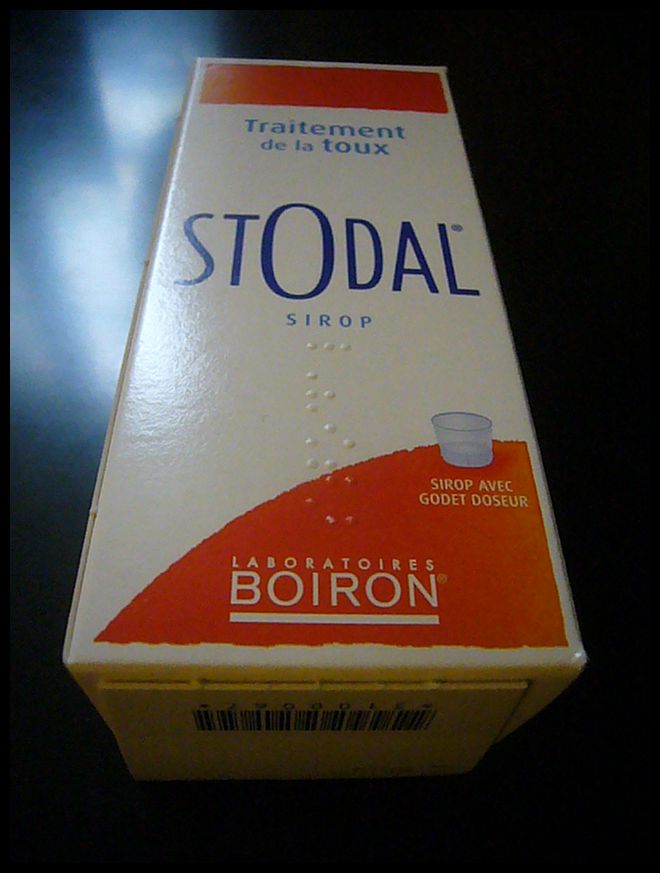 Traitement
de la toux
STODAL®
SIROP
SIROP AVEC
GODET DOSEUR
LABORATOIRES
BOIRON®